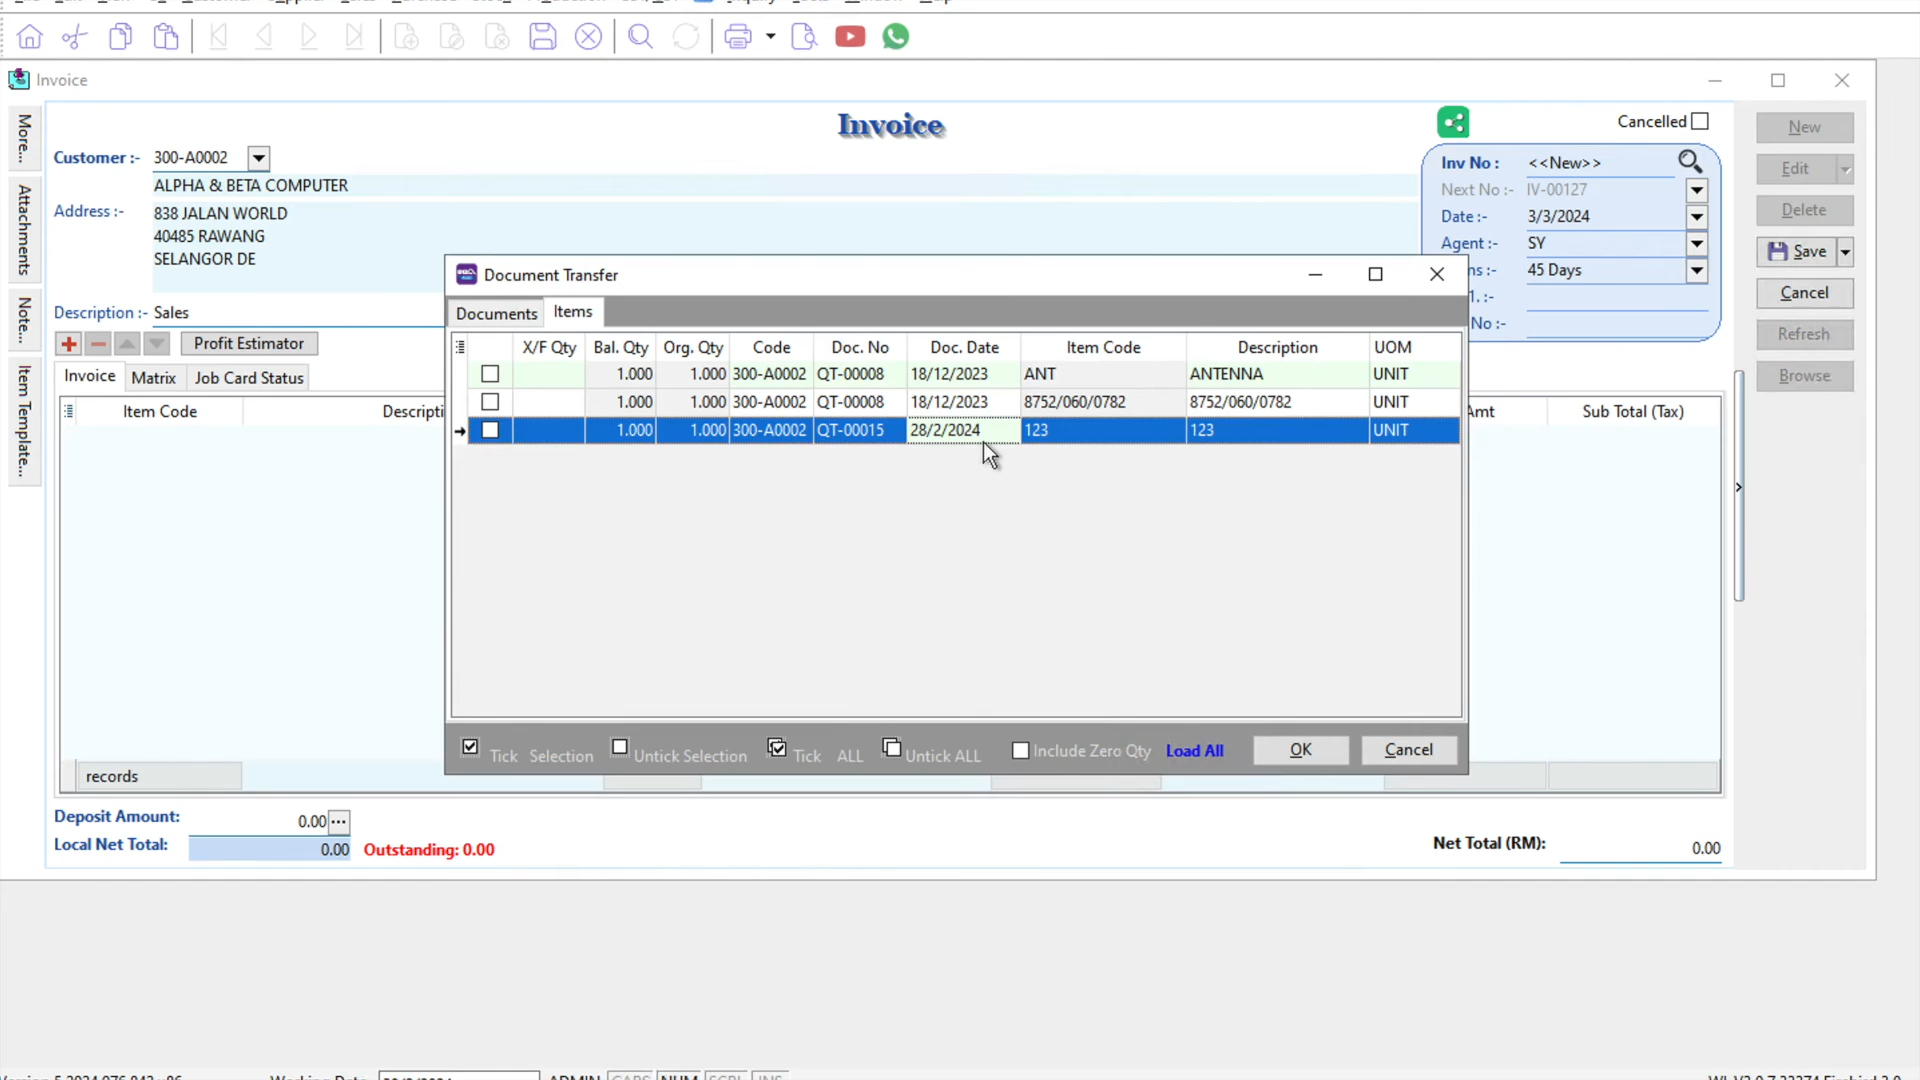 Invoice
Invoice
Cancelled
More...
Attachments
Note...
Item Template...
Customer :- 300-A0002
ALPHA & BETA COMPUTER
Address :- 838 JALAN WORLD
40485 RAWANG
SELANGOR DE
Description :- Sales
Profit Estimator
Invoice Matrix Job Card Status
Item Code
Amt Sub Total (Tax)
Inv No : <<New>>
Next No :- IV-00127
Date :- 3/3/2024
Agent :- SY
45 Days
No :-
New
Edit
Delete
Save
Cancel
Refresh
Browse
Document Transfer
Documents Items
X/F Qty Bal. Qty Org. Qty Code Doc. No Doc. Date Item Code Description UOM
1.000 1.000 300-A0002 QT-00008 18/12/2023 ANT ANTENNA UNIT
1.000 1.000 300-A0002 QT-00008 18/12/2023 8752/060/0782 8752/060/0782 UNIT
1.000 1.000 300-A0002 QT-00015 28/2/2024 123 123 UNIT
Tick Selection Untick Selection Tick ALL Untick ALL Include Zero Qty Load All OK Cancel
records
Deposit Amount: 0.00
Local Net Total: 0.00 Outstanding: 0.00
Net Total (RM): 0.00
ADMIN CAPS NUM SCRL INS